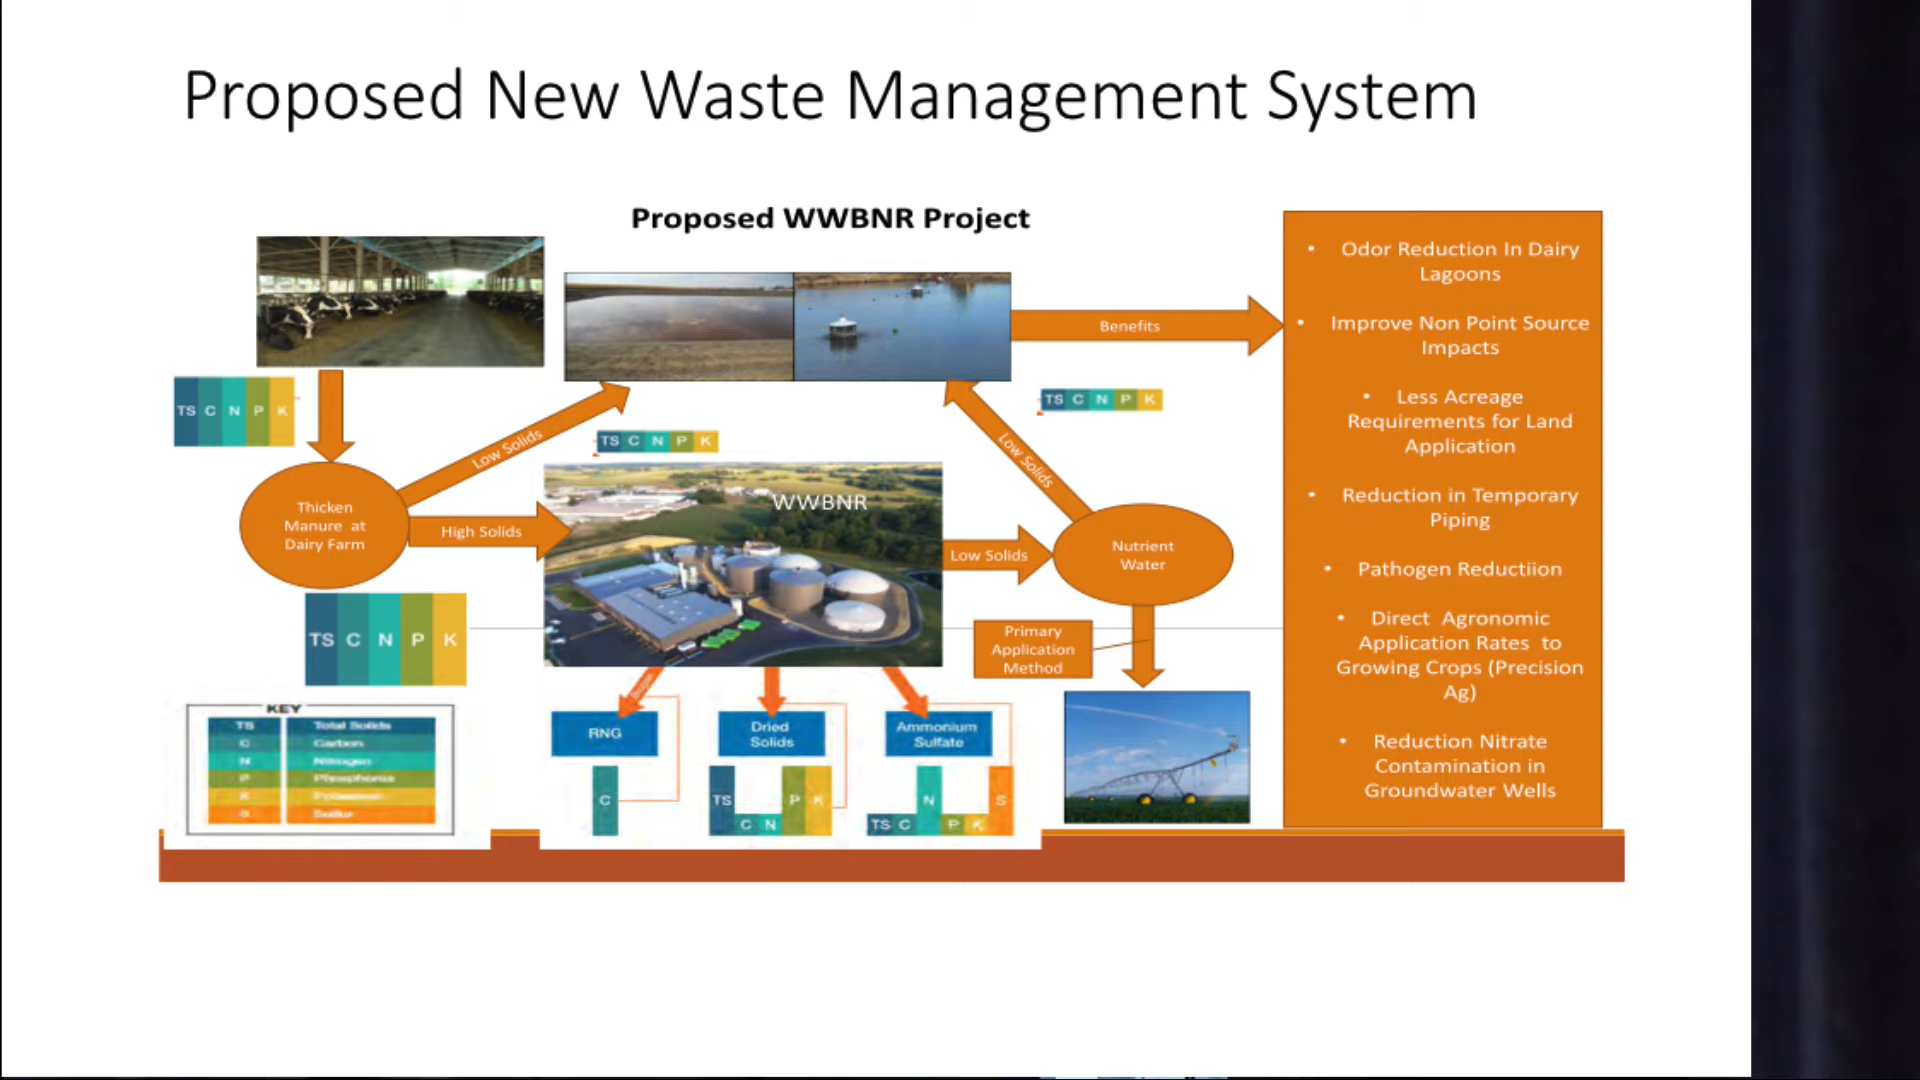 Proposed New Waste Management System
Proposed WWBNR Project
TS C N P K
Thicken
Manure at
Dairy Farm
Low Solids
High Solids
TS C N P K
TS C N P K
WWBNR
Benefits
TS C N P K
Low Solids
Low Solids
Nutrient
Water
Primary
Application
Method
KEY
TS Total Solids
C Carbon
N Nitrogen
P Phosphorus
K Potassium
S Sulfur
RNG
C
Dried
Solids
TS P K
C N
Ammonium
Sulfate
N S
TS C P K
• Odor Reduction In Dairy
Lagoons
• Improve Non Point Source
Impacts
• Less Acreage
Requirements for Land
Application
• Reduction in Temporary
Piping
• Pathogen Reductiion
• Direct Agronomic
Application Rates to
Growing Crops (Precision
Ag)
• Reduction Nitrate
Contamination in
Groundwater Wells